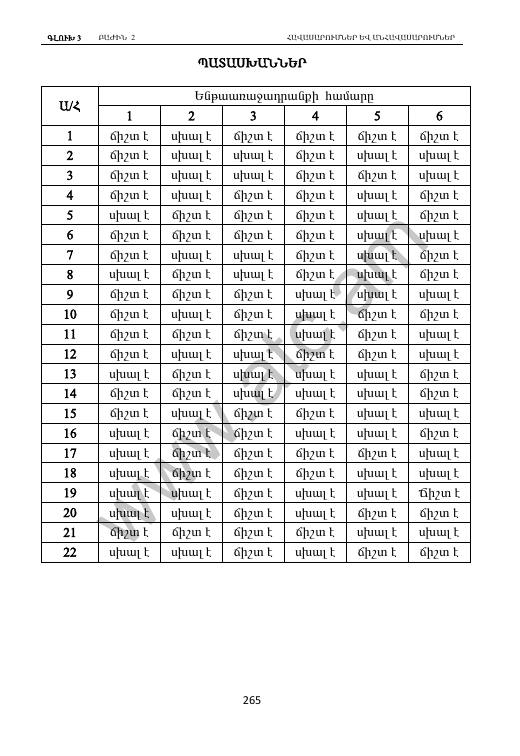 ԳԼՈՒԽ 3 ԲԱԺԻՆ 2 ՀԱՎԱՍԱՐՈՒՄՆԵՐ ԵՎ ԱՆՀԱՎԱՍԱՐՈՒՄՆԵՐ
ՊԱՏԱՍԽԱՆՆԵՐ
Ա/Հ Ենթաառաջադրանքի համարը
1 2 3 4 5 6
1 ճիշտ է սխալ է ճիշտ է ճիշտ է ճիշտ է ճիշտ է
2 ճիշտ է սխալ է սխալ է ճիշտ է սխալ է սխալ է
3 ճիշտ է սխալ է սխալ է ճիշտ է ճիշտ է սխալ է
4 ճիշտ է սխալ է ճիշտ է ճիշտ է սխալ է ճիշտ է
5 սխալ է ճիշտ է ճիշտ է սխալ է սխալ է ճիշտ է
6 ճիշտ է ճիշտ է ճիշտ է ճիշտ է սխալ է սխալ է
7 ճիշտ է սխալ է ճիշտ է ճիշտ է սխալ է ճիշտ է
8 սխալ է ճիշտ է սխալ է ճիշտ է սխալ է ճիշտ է
9 ճիշտ է ճիշտ է ճիշտ է սխալ է սխալ է սխալ է
10 ճիշտ է սխալ է ճիշտ է սխալ է ճիշտ է ճիշտ է
11 ճիշտ է ճիշտ է ճիշտ է սխալ է ճիշտ է սխալ է
12 ճիշտ է սխալ է սխալ է ճիշտ է ճիշտ է սխալ է
13 սխալ է ճիշտ է սխալ է սխալ է սխալ է ճիշտ է
14 ճիշտ է ճիշտ է սխալ է ճիշտ է սխալ է ճիշտ է
15 ճիշտ է սխալ է ճիշտ է ճիշտ է սխալ է սխալ է
16 սխալ է ճիշտ է ճիշտ է սխալ է սխալ է ճիշտ է
17 սխալ է ճիշտ է ճիշտ է ճիշտ է ճիշտ է սխալ է
18 սխալ է ճիշտ է ճիշտ է ճիշտ է սխալ է սխալ է
19 սխալ է սխալ է ճիշտ է սխալ է սխալ է Ճիշտ է
20 սխալ է սխալ է ճիշտ է սխալ է ճիշտ է ճիշտ է
21 ճիշտ է ճիշտ է ճիշտ է ճիշտ է սխալ է սխալ է
22 սխալ է սխալ է ճիշտ է սխալ է ճիշտ է ճիշտ է
www.atc.am
265